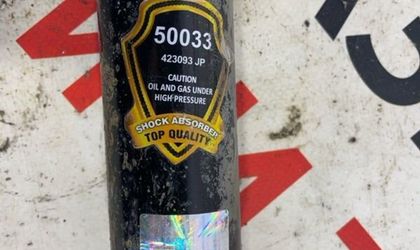 50033
423093 JP
CAUTION
OIL AND GAS UNDER
HIGH PRESSURE
SHOCK ABSORBER
TOP QUALITY